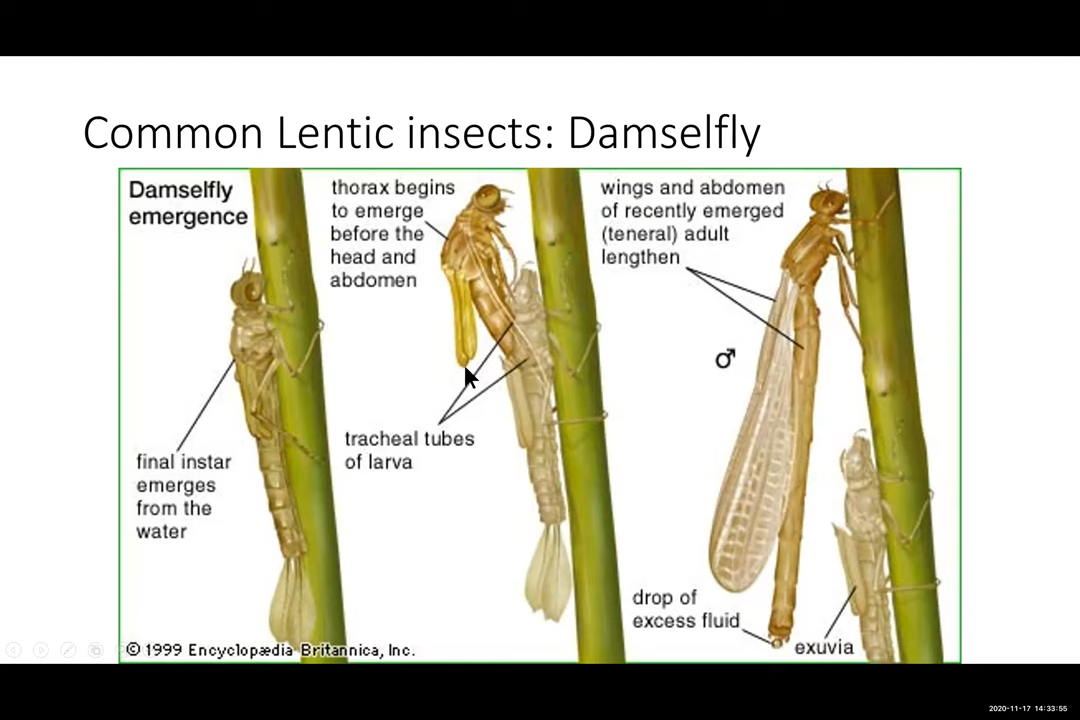 Common Lentic insects: Damselfly
Damselfly
emergence
thorax begins
to emerge
before the
head and
abdomen
wings and abdomen
of recently emerged
(teneral) adult
lengthen
♂
tracheal tubes
of larva
final instar
emerges
from the
water
drop of
excess fluid
exuvia
© 1999 Encyclopædia Britannica, Inc.
2020-11-17 14:33:55